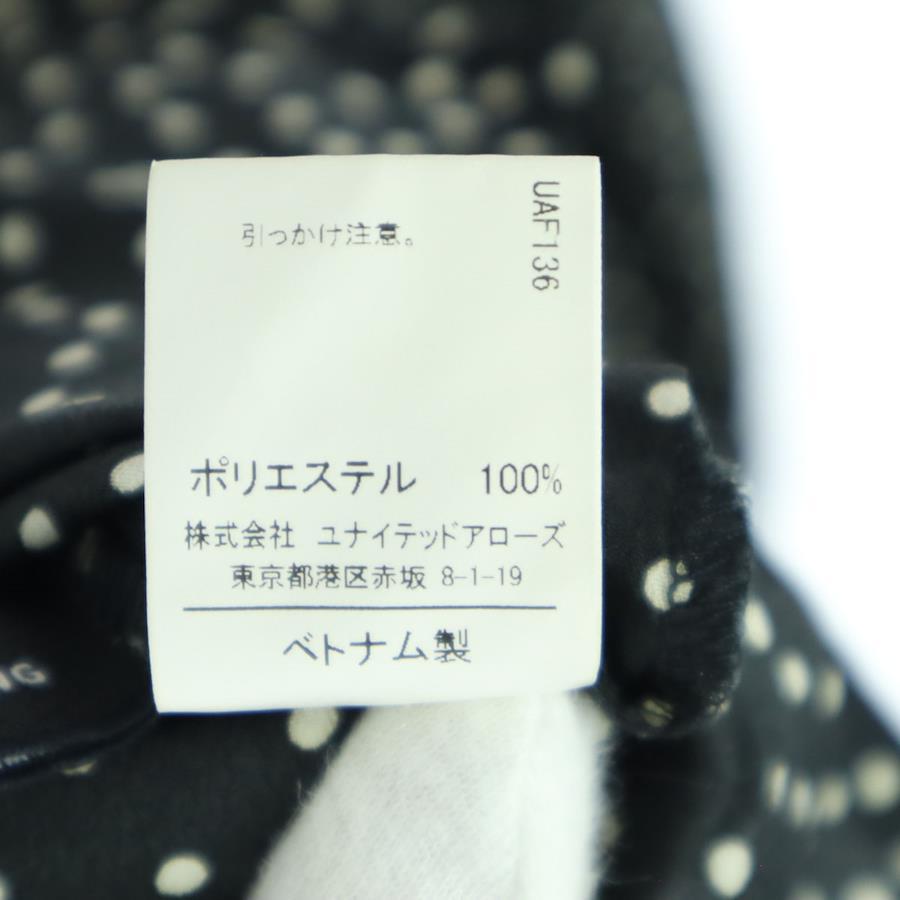 引っかけ注意。
UAF136
ポリエステル 100%
株式会社 ユナイテッドアローズ
東京都港区赤坂 8-1-19
ベトナム製